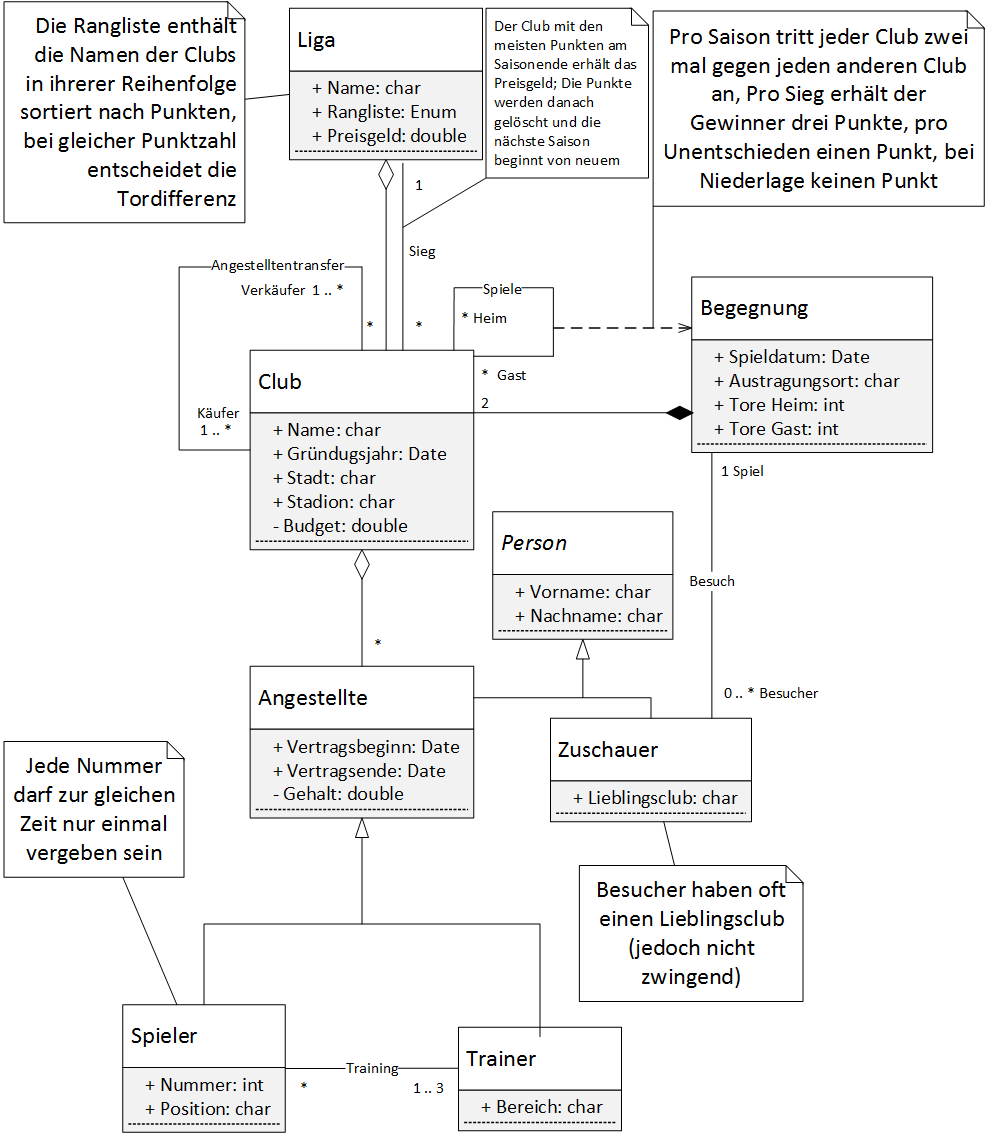 Die Rangliste enthält
die Namen der Clubs
in ihrerer Reihenfolge
sortiert nach Punkten,
bei gleicher Punktzahl
entscheidet die
Tordifferenz
Liga
+ Name: char
+ Rangliste: Enum
+ Preisgeld: double
Der Club mit den
meisten Punkten am
Saisonende erhält das
Preisgeld; Die Punkte
werden danach
gelöscht und die
nächste Saison
beginnt von neuem
Pro Saison tritt jeder Club zwei
mal gegen jeden anderen Club
an, Pro Sieg erhält der
Gewinner drei Punkte, pro
Unentschieden einen Punkt, bei
Niederlage keinen Punkt
1
Sieg
* *
Angestelltentransfer
Verkäufer 1 .. *
Käufer
1 .. *
Spiele
* Heim
* Gast
2
Club
+ Name: char
+ Gründugsjahr: Date
+ Stadt: char
+ Stadion: char
- Budget: double
Begegnung
+ Spieldatum: Date
+ Austragungsort: char
+ Tore Heim: int
+ Tore Gast: int
1 Spiel
Besuch
0 .. * Besucher
Person
+ Vorname: char
+ Nachname: char
*
Angestellte
+ Vertragsbeginn: Date
+ Vertragsende: Date
- Gehalt: double
Zuschauer
+ Lieblingsclub: char
Jede Nummer
darf zur gleichen
Zeit nur einmal
vergeben sein
Besucher haben oft
einen Lieblingsclub
(jedoch nicht
zwingend)
Spieler
+ Nummer: int
+ Position: char
Training
* 1 .. 3
Trainer
+ Bereich: char